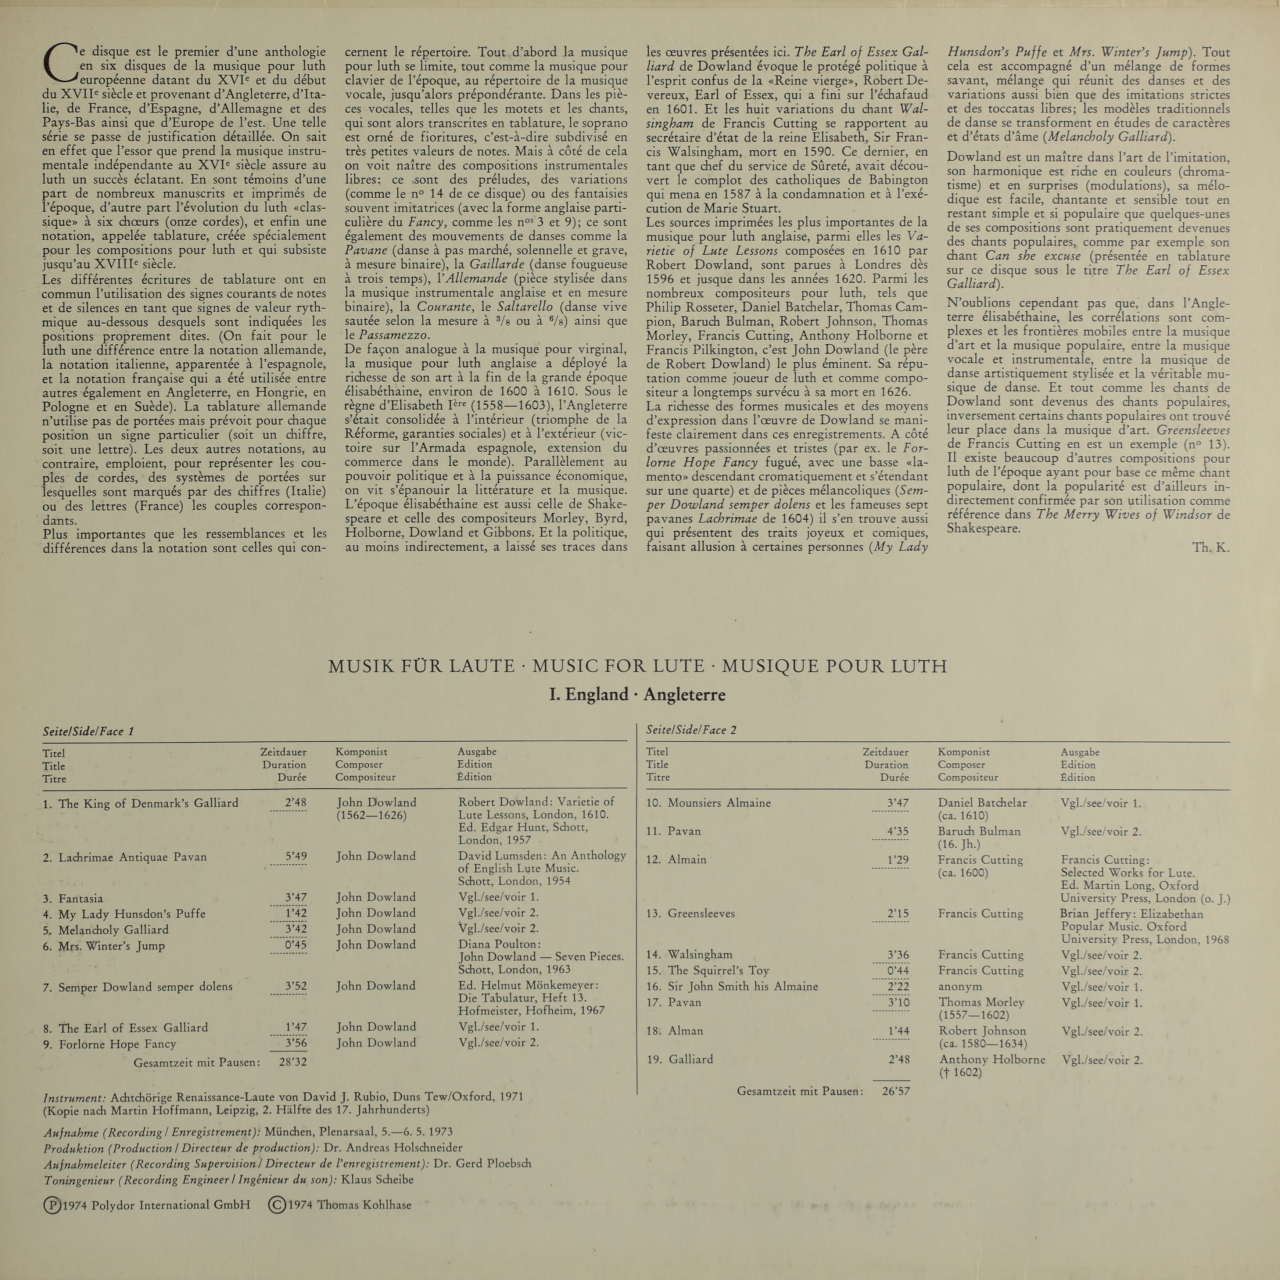 Ce disque est le premier d'une anthologie
en six disques de la musique pour luth
européenne datant du XVIe et du début
du XVIIe siècle et provenant d'Angleterre, d'Ita-
lie, de France, d'Espagne, d'Allemagne et des
Pays-Bas ainsi que d'Europe de l'est. Une telle
série se passe de justification détaillée. On sait
en effet que l'essor que prend la musique instru-
mentale indépendante au XVIe siècle assure au
luth un succès éclatant. En sont témoins d'une
part de nombreux manuscrits et imprimés de
l'époque, d'autre part l'évolution du luth «clas-
sique» à six chœurs (onze cordes), et enfin une
notation, appelée tablature, créée spécialement
pour les compositions pour luth et qui subsiste
jusqu'au XVIIIe siècle.
Les différentes écritures de tablature ont en
commun l'utilisation des signes courants de notes
et de silences en tant que signes de valeur ryth-
mique au-dessous desquels sont indiquées les
positions proprement dites. (On fait pour le
luth une différence entre la notation allemande,
la notation italienne, apparentée à l'espagnole,
et la notation française qui a été utilisée entre
autres également en Angleterre, en Hongrie, en
Pologne et en Suède). La tablature allemande
n'utilise pas de portées mais prévoit pour chaque
position un signe particulier (soit un chiffre,
soit une lettre). Les deux autres notations, au
contraire, emploient, pour représenter les cou-
ples de cordes, des systèmes de portées sur
lesquelles sont marqués par des chiffres (Italie)
ou des lettres (France) les couples correspon-
dants.
Plus importantes que les ressemblances et les
différences dans la notation sont celles qui con-
cernent le répertoire. Tout d'abord la musique
pour luth se limite, tout comme la musique pour
clavier de l'époque, au répertoire de la musique
vocale, jusqu'alors prépondérante. Dans les piè-
ces vocales, telles que les motets et les chants,
qui sont alors transcrites en tablature, le soprano
est orné de fioritures, c'est-à-dire subdivisé en
très petites valeurs de notes. Mais à côté de cela
on voit naître des compositions instrumentales
libres: ce sont des préludes, des variations
(comme le no 14 de ce disque) ou des fantaisies
souvent imitatrices (avec la forme anglaise parti-
culière du Fancy, comme les nos 3 et 9); ce sont
également des mouvements de danses comme la
Pavane (danse à pas marché, solennelle et grave,
à mesure binaire), la Gaillarde (danse fougueuse
à trois temps), l'Allemande (pièce stylisée dans
la musique instrumentale anglaise et en mesure
binaire), la Courante, le Saltarello (danse vive
sautée selon la mesure à 3/8 ou à 6/8) ainsi que
le Passamezzo.
De façon analogue à la musique pour virginal,
la musique pour luth anglaise a déployé la
richesse de son art à la fin de la grande époque
élisabéthaine, environ de 1600 à 1610. Sous le
règne d'Elisabeth Ière (1558—1603), l'Angleterre
s'était consolidée à l'intérieur (triomphe de la
Réforme, garanties sociales) et à l'extérieur (vic-
toire sur l'Armada espagnole, extension du
commerce dans le monde). Parallèlement au
pouvoir politique et à la puissance économique,
on vit s'épanouir la littérature et la musique.
L'époque élisabéthaine est aussi celle de Shake-
speare et celle des compositeurs Morley, Byrd,
Holborne, Dowland et Gibbons. Et la politique,
au moins indirectement, a laissé ses traces dans
les œuvres présentées ici. The Earl of Essex Gal-
liard de Dowland évoque le protégé politique à
l'esprit confus de la «Reine vierge», Robert De-
vereux, Earl of Essex, qui a fini sur l'échafaud
en 1601. Et les huit variations du chant Wal-
singham de Francis Cutting se rapportent au
secrétaire d'état de la reine Elisabeth, Sir Fran-
cis Walsingham, mort en 1590. Ce dernier, en
tant que chef du service de Sûreté, avait décou-
vert le complot des catholiques de Babington
qui mena en 1587 à la condamnation et à l'exé-
cution de Marie Stuart.
Les sources imprimées les plus importantes de la
musique pour luth anglaise, parmi elles les Va-
rietie of Lute Lessons composées en 1610 par
Robert Dowland, sont parues à Londres dès
1596 et jusque dans les années 1620. Parmi les
nombreux compositeurs pour luth, tels que
Philip Rosseter, Daniel Batchelar, Thomas Cam-
pion, Baruch Bulman, Robert Johnson, Thomas
Morley, Francis Cutting, Anthony Holborne et
Francis Pilkington, c'est John Dowland (le père
de Robert Dowland) le plus éminent. Sa répu-
tation comme joueur de luth et comme compo-
siteur a longtemps survécu à sa mort en 1626.
La richesse des formes musicales et des moyens
d'expression dans l'œuvre de Dowland se mani-
feste clairement dans ces enregistrements. A côté
d'œuvres passionnées et tristes (par ex. le For-
lorne Hope Fancy fugué, avec une basse «la-
mento» descendant cromatiquement et s'étendant
sur une quarte) et de pièces mélancoliques (Sem-
per Dowland semper dolens et les fameuses sept
pavanes Lachrimae de 1604) il s'en trouve aussi
qui présentent des traits joyeux et comiques,
faisant allusion à certaines personnes (My Lady
Hunsdon's Puffe et Mrs. Winter's Jump). Tout
cela est accompagné d'un mélange de formes
savant, mélange qui réunit des danses et des
variations aussi bien que des imitations strictes
et des toccatas libres; les modèles traditionnels
de danse se transforment en études de caractères
et d'états d'âme (Melancholy Galliard).
Dowland est un maître dans l'art de l'imitation,
son harmonique est riche en couleurs (chroma-
tisme) et en surprises (modulations), sa mélo-
dique est facile, chantante et sensible tout en
restant simple et si populaire que quelques-unes
de ses compositions sont pratiquement devenues
des chants populaires, comme par exemple son
chant Can she excuse (présentée en tablature
sur ce disque sous le titre The Earl of Essex
Galliard).
N'oublions cependant pas que, dans l'Angle-
terre élisabéthaine, les corrélations sont com-
plexes et les frontières mobiles entre la musique
d'art et la musique populaire, entre la musique
vocale et instrumentale, entre la musique de
danse artistiquement stylisée et la véritable mu-
sique de danse. Et tout comme les chants de
Dowland sont devenus des chants populaires,
inversement certains chants populaires ont trouvé
leur place dans la musique d'art. Greensleeves
de Francis Cutting en est un exemple (no 13).
Il existe beaucoup d'autres compositions pour
luth de l'époque ayant pour base ce même chant
populaire, dont la popularité est d'ailleurs in-
directement confirmée par son utilisation comme
référence dans The Merry Wives of Windsor de
Shakespeare.
Th. K.
MUSIK FÜR LAUTE · MUSIC FOR LUTE · MUSIQUE POUR LUTH
I. England · Angleterre
Seite/Side/Face 1
Titel Zeitdauer Komponist Ausgabe
Title Duration Composer Edition
Titre Durée Compositeur Édition
1. The King of Denmark's Galliard 2'48 John Dowland Robert Dowland: Varietie of
(1562—1626) Lute Lessons, London, 1610.
Ed. Edgar Hunt, Schott,
London, 1957
2. Lachrimae Antiquae Pavan 5'49 John Dowland David Lumsden: An Anthology
of English Lute Music.
Schott, London, 1954
3. Fantasia 3'47 John Dowland Vgl./see/voir 1.
4. My Lady Hunsdon's Puffe 1'42 John Dowland Vgl./see/voir 2.
5. Melancholy Galliard 3'42 John Dowland Vgl./see/voir 2.
6. Mrs. Winter's Jump 0'45 John Dowland Diana Poulton:
John Dowland — Seven Pieces.
Schott, London, 1963
7. Semper Dowland semper dolens 3'52 John Dowland Ed. Helmut Mönkemeyer:
Die Tabulatur, Heft 13.
Hofmeister, Hofheim, 1967
8. The Earl of Essex Galliard 1'47 John Dowland Vgl./see/voir 1.
9. Forlorne Hope Fancy 3'56 John Dowland Vgl./see/voir 2.
Gesamtzeit mit Pausen: 28'32
Instrument: Achtchörige Renaissance-Laute von David J. Rubio, Duns Tew/Oxford, 1971
(Kopie nach Martin Hoffmann, Leipzig, 2. Hälfte des 17. Jahrhunderts)
Aufnahme (Recording / Enregistrement): München, Plenarsaal, 5.—6. 5. 1973
Produktion (Production / Directeur de production): Dr. Andreas Holschneider
Aufnahmeleiter (Recording Supervision / Directeur de l'enregistrement): Dr. Gerd Ploebsch
Toningenieur (Recording Engineer / Ingénieur du son): Klaus Scheibe
Ⓟ1974 Polydor International GmbH ©1974 Thomas Kohlhase
Seite/Side/Face 2
Titel Zeitdauer Komponist Ausgabe
Title Duration Composer Edition
Titre Durée Compositeur Édition
10. Mounsiers Almaine 3'47 Daniel Batchelar Vgl./see/voir 1.
(ca. 1610)
11. Pavan 4'35 Baruch Bulman Vgl./see/voir 2.
(16. Jh.)
12. Almain 1'29 Francis Cutting Francis Cutting:
(ca. 1600) Selected Works for Lute.
Ed. Martin Long, Oxford
University Press, London (o. J.)
13. Greensleeves 2'15 Francis Cutting Brian Jeffery: Elizabethan
Popular Music. Oxford
University Press, London, 1968
14. Walsingham 3'36 Francis Cutting Vgl./see/voir 2.
15. The Squirrel's Toy 0'44 Francis Cutting Vgl./see/voir 2.
16. Sir John Smith his Almaine 2'22 anonym Vgl./see/voir 1.
17. Pavan 3'10 Thomas Morley Vgl./see/voir 1.
(1557—1602)
18. Alman 1'44 Robert Johnson Vgl./see/voir 2.
(ca. 1580—1634)
19. Galliard 2'48 Anthony Holborne Vgl./see/voir 2.
(† 1602)
Gesamtzeit mit Pausen: 26'57